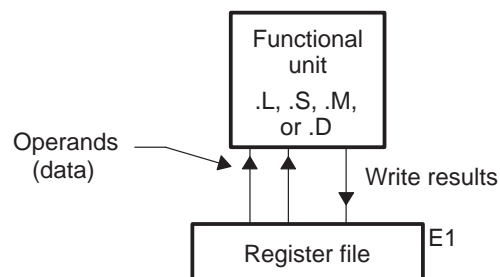 Functional
unit
.L, .S, .M,
or .D
Operands
(data)
Write results
E1
Register file